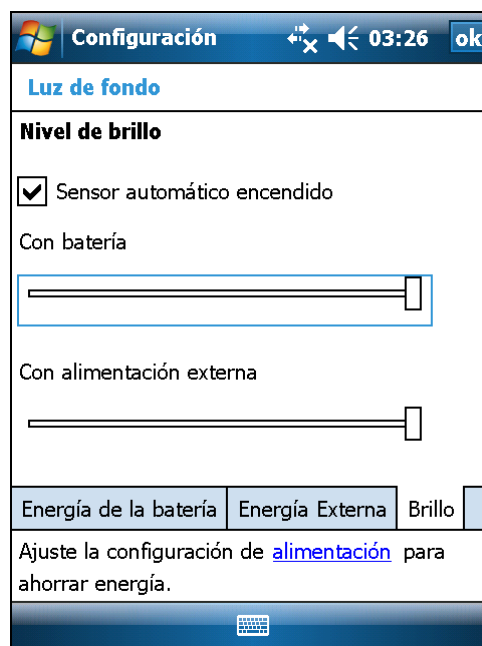 Configuración 03:26 ok
Luz de fondo
Nivel de brillo
Sensor automático encendido
Con batería
Con alimentación externa
Energía de la batería Energía Externa Brillo
Ajuste la configuración de alimentación para
ahorrar energía.